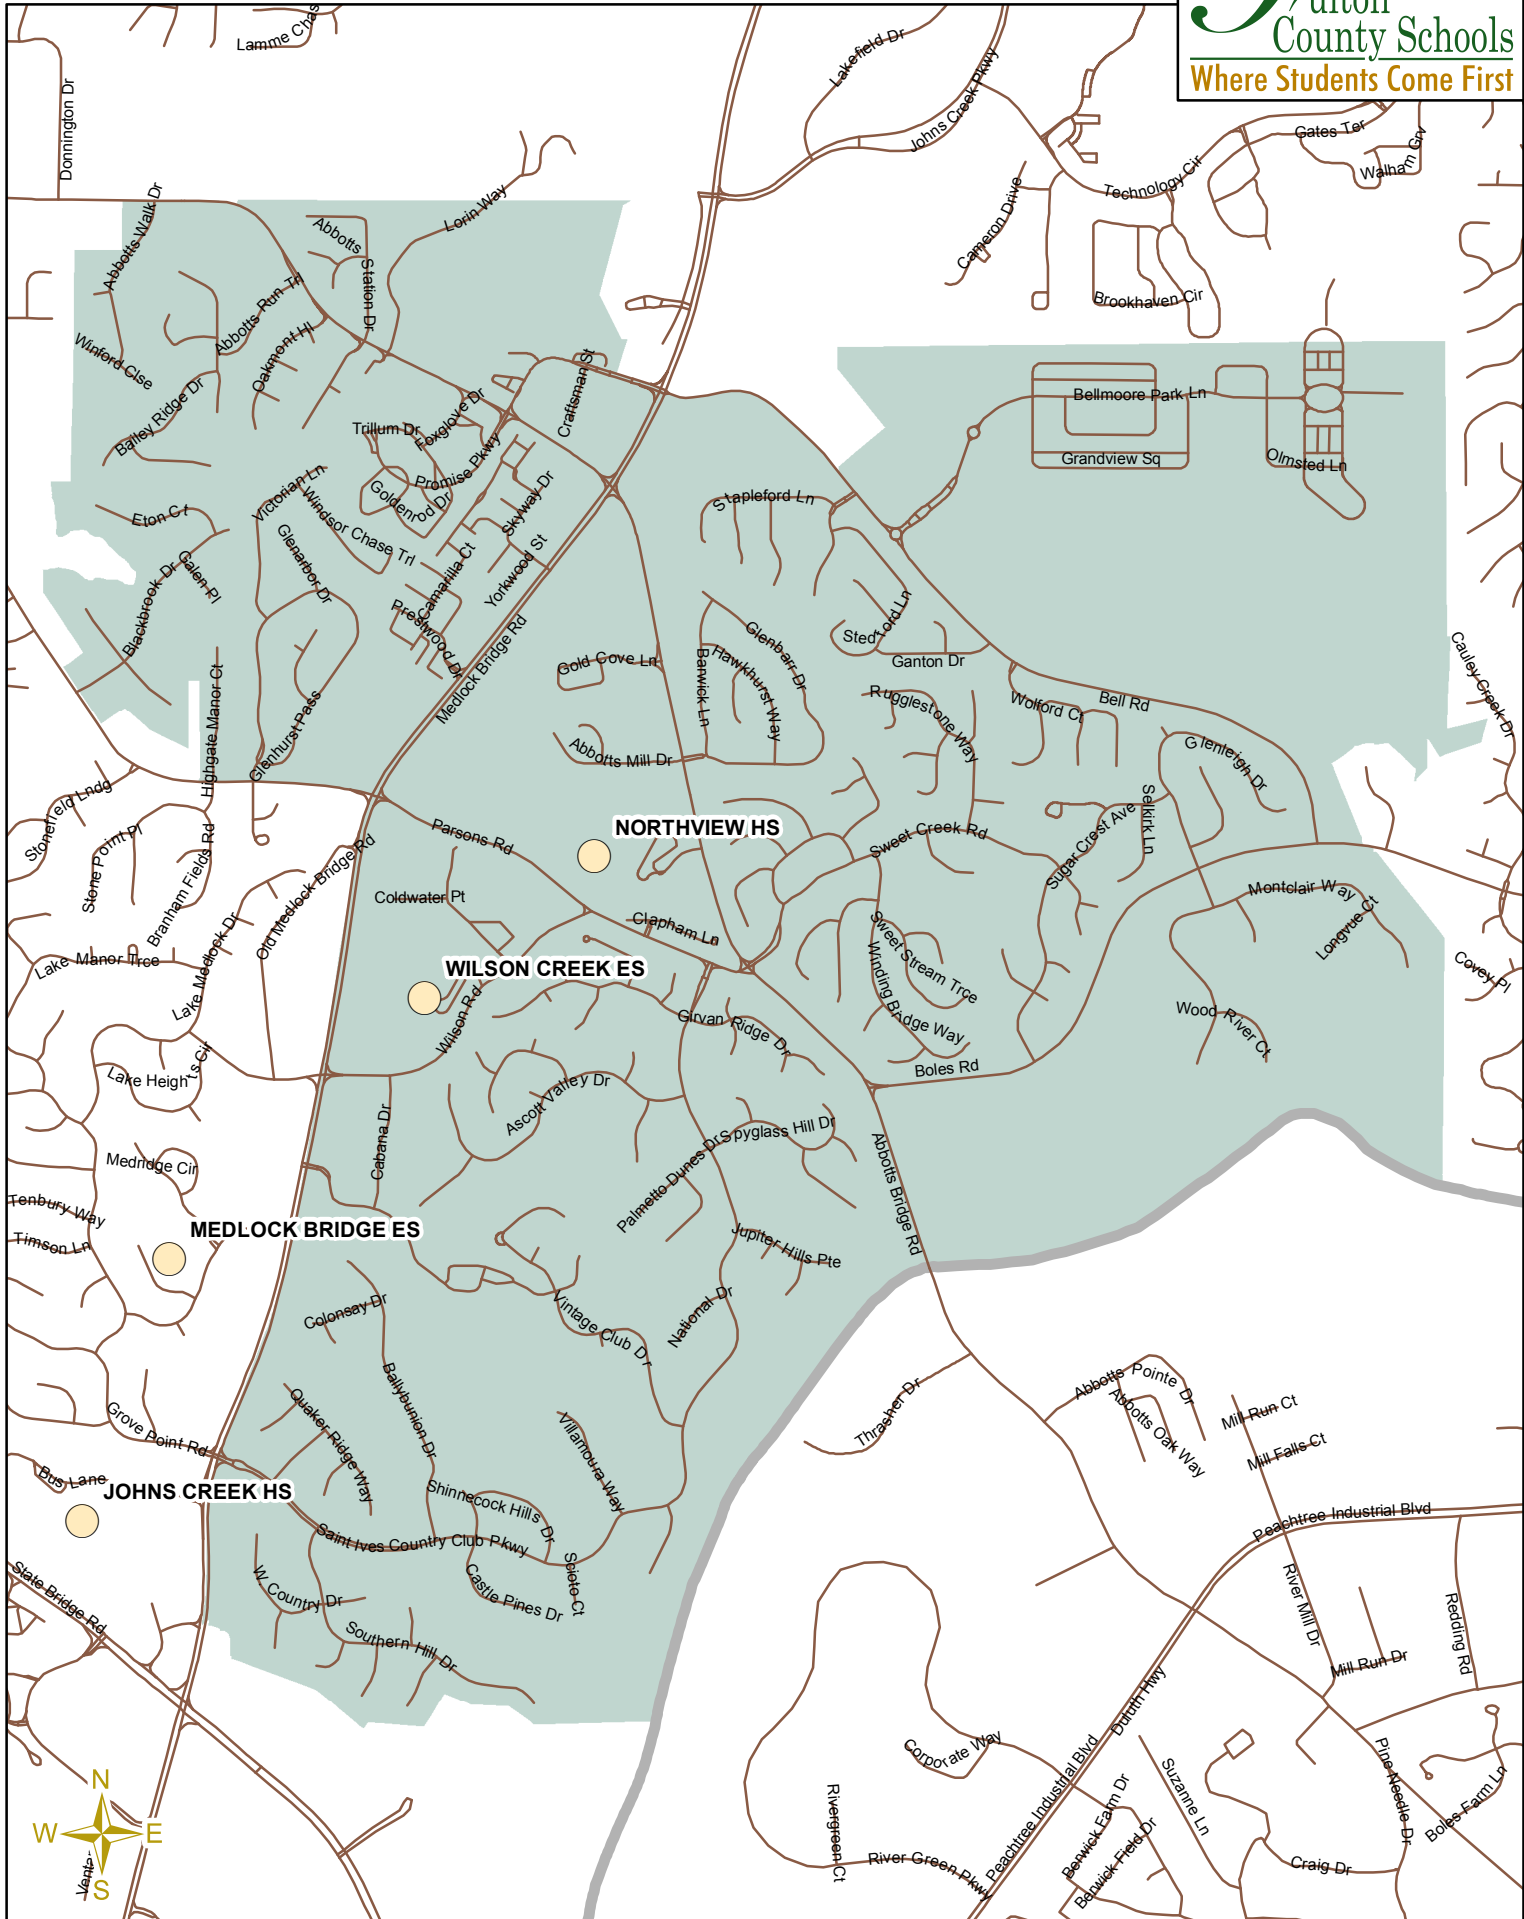 ulton
County Schools
Where Students Come First
Lamme Chas
Lakefield Dr
Johns Creek Pkwy
Donnington Dr
Gates Ter
Walham Grv
Technology Cir
Cameron Drive
Brookhaven Cir
Abbotts Walk Dr
Abbotts
Station Dr
Lorin Way
Abbotts Run Trl
Oakmont Hl
Winford Clse
Bailey Ridge Dr
Craftsman St
Foxglove Dr
Trillum Dr
Promise Pkwy
Goldenrod Dr
Skyway Dr
Victorian Ln
Windsor Chase Trl
Eton Ct
Glenarbor Dr
Galen Pl
Blackbrook Dr
Camarilla Ct
Yorkwood St
Prestwood Dr
Medlock Bridge Rd
Bellmoore Park Ln
Grandview Sq
Olmsted Ln
Stapleford Ln
Stedford Ln
Ganton Dr
Glenbarr Dr
Hawkhurst Way
Barwick Ln
Gold Cove Ln
Abbotts Mill Dr
Rugglestone Way
Wolford Ct
Bell Rd
Glenleigh Dr
Cauley Creek Dr
Highgate Manor Ct
Glenhurst Pass
Stonefield Lndg
Stone Point Pl
Branham Fields Rd
Old Medlock Bridge Rd
Parsons Rd
NORTHVIEW HS
Sweet Creek Rd
Sugar Crest Ave
Selkirk Ln
Montclair Way
Longvue Ct
Covey Pl
Coldwater Pt
Clapham Ln
Lake Manor Trce
Lake Medlock Dr
WILSON CREEK ES
Wilson Rd
Sweet Stream Trce
Winding Bridge Way
Wood River Ct
Girvan Ridge Dr
Boles Rd
Lake Heights Cir
Ascott Valley Dr
Cabana Dr
Spyglass Hill Dr
Palmetto Dunes Dr
Abbotts Bridge Rd
Medridge Cir
Tenbury Way
Timson Ln
MEDLOCK BRIDGE ES
Jupiter Hills Pte
Colonsay Dr
Vintage Club Dr
National Dr
Ballybunion Dr
Quaker Ridge Way
Villamoura Way
Grove Point Rd
Bus Lane
JOHNS CREEK HS
Shinnecock Hills Dr
Saint Ives Country Club Pkwy
Scioto Ct
Castle Pines Dr
W. Country Dr
Southern Hill Dr
State Bridge Rd
Thrasher Dr
Abbotts Pointe Dr
Abbotts Oak Way
Mill Run Ct
Mill Falls Ct
Peachtree Industrial Blvd
River Mill Dr
Redding Rd
Mill Run Dr
Duluth Hwy
Corporate Way
Peachtree Industrial Blvd
Suzanne Ln
Pine Needle Dr
Boles Farm Ln
Rivergreen Ct
River Green Pkwy
Berwick Farm Dr
Berwick Field Dr
Craig Dr
N
W
E
S